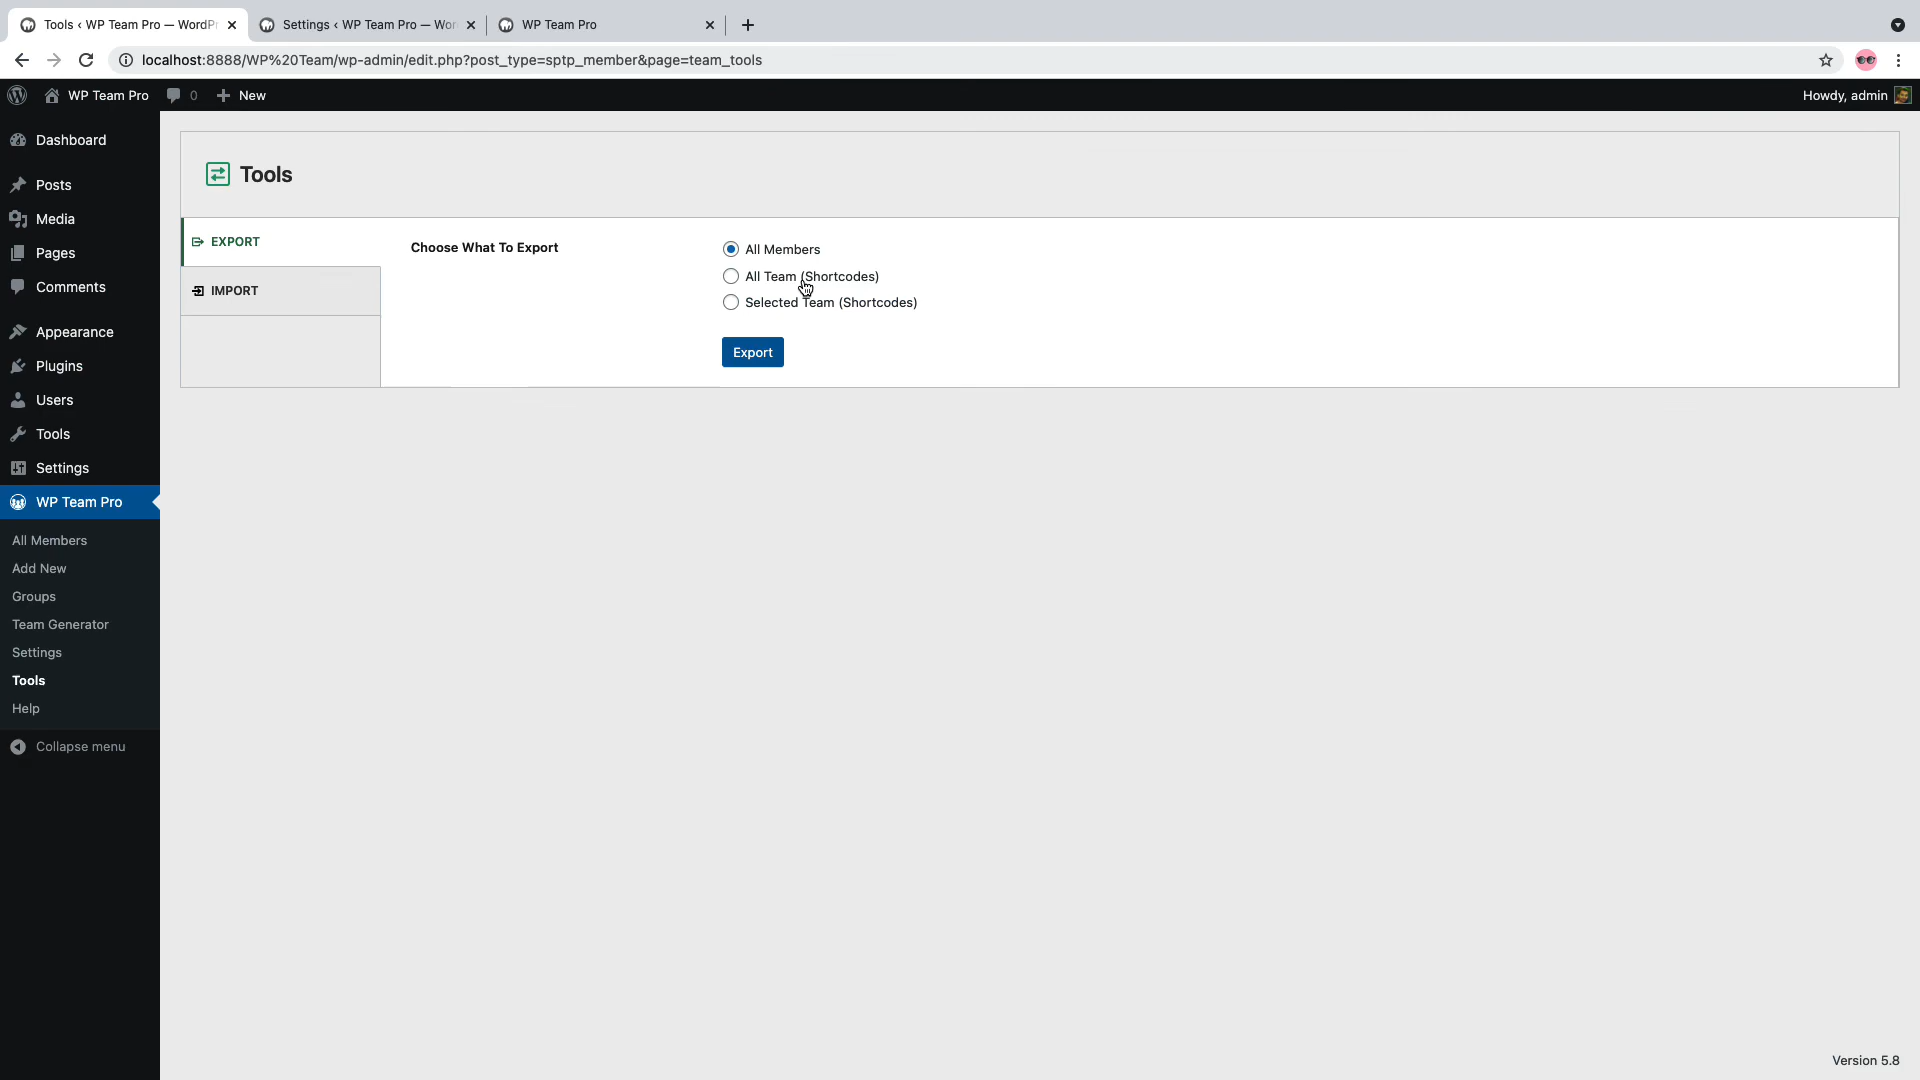 Tools ‹ WP Team Pro — WordPr
Settings ‹ WP Team Pro — Wor
WP Team Pro
localhost:8888/WP%20Team/wp-admin/edit.php?post_type=sptp_member&page=team_tools
WP Team Pro
0
New
Howdy, admin
Dashboard
Posts
Media
Pages
Comments
Appearance
Plugins
Users
Tools
Settings
WP Team Pro
All Members
Add New
Groups
Team Generator
Settings
Tools
Help
Collapse menu
Tools
EXPORT
IMPORT
Choose What To Export
All Members
All Team (Shortcodes)
Selected Team (Shortcodes)
Export
Version 5.8